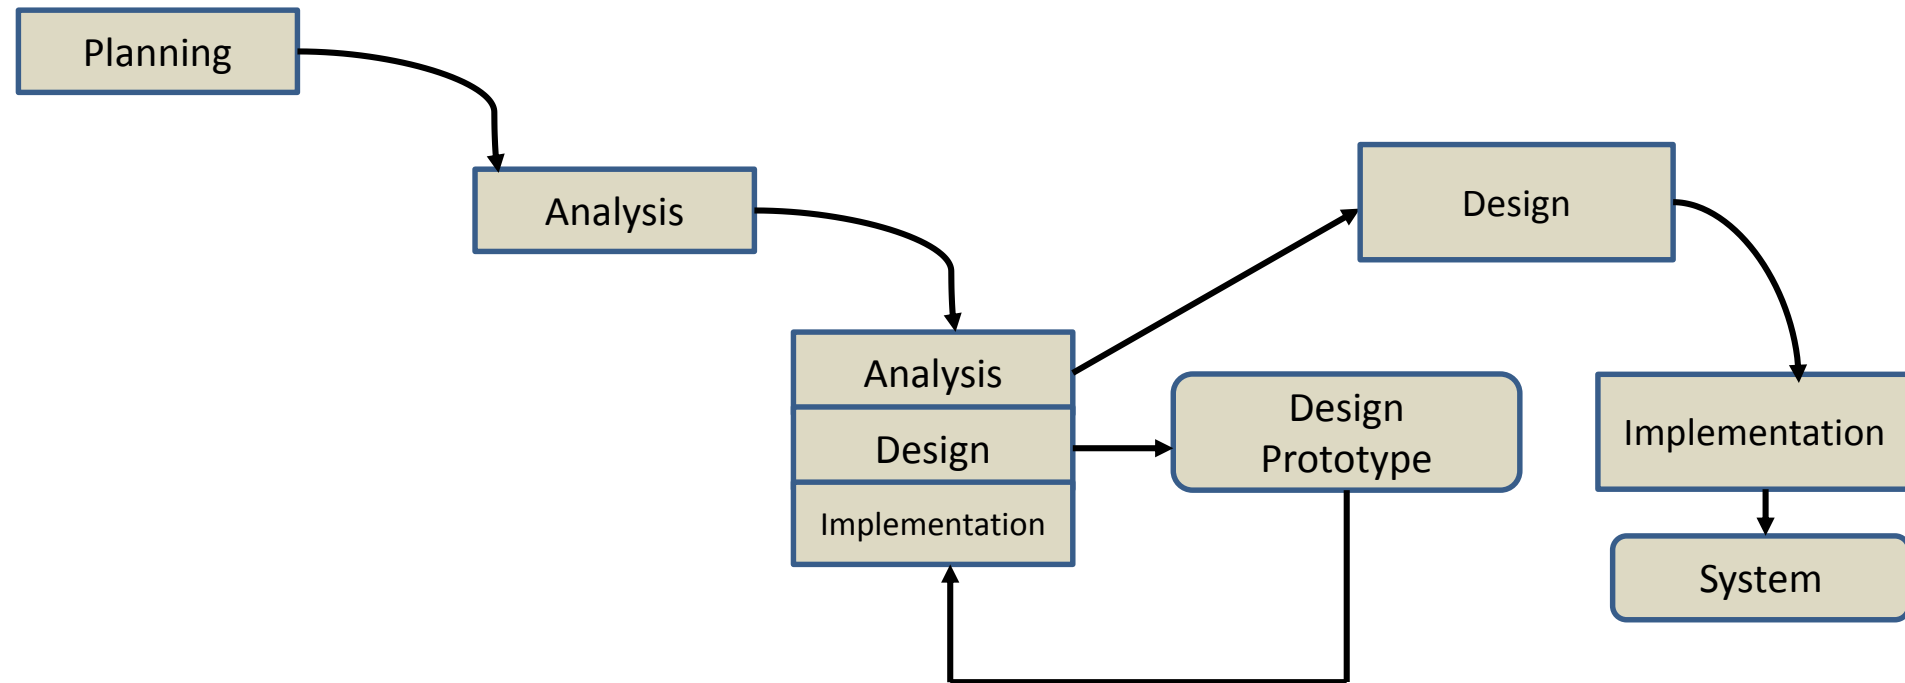 Planning
Analysis
Design
Analysis
Design
Implementation
Design
Prototype
Implementation
System